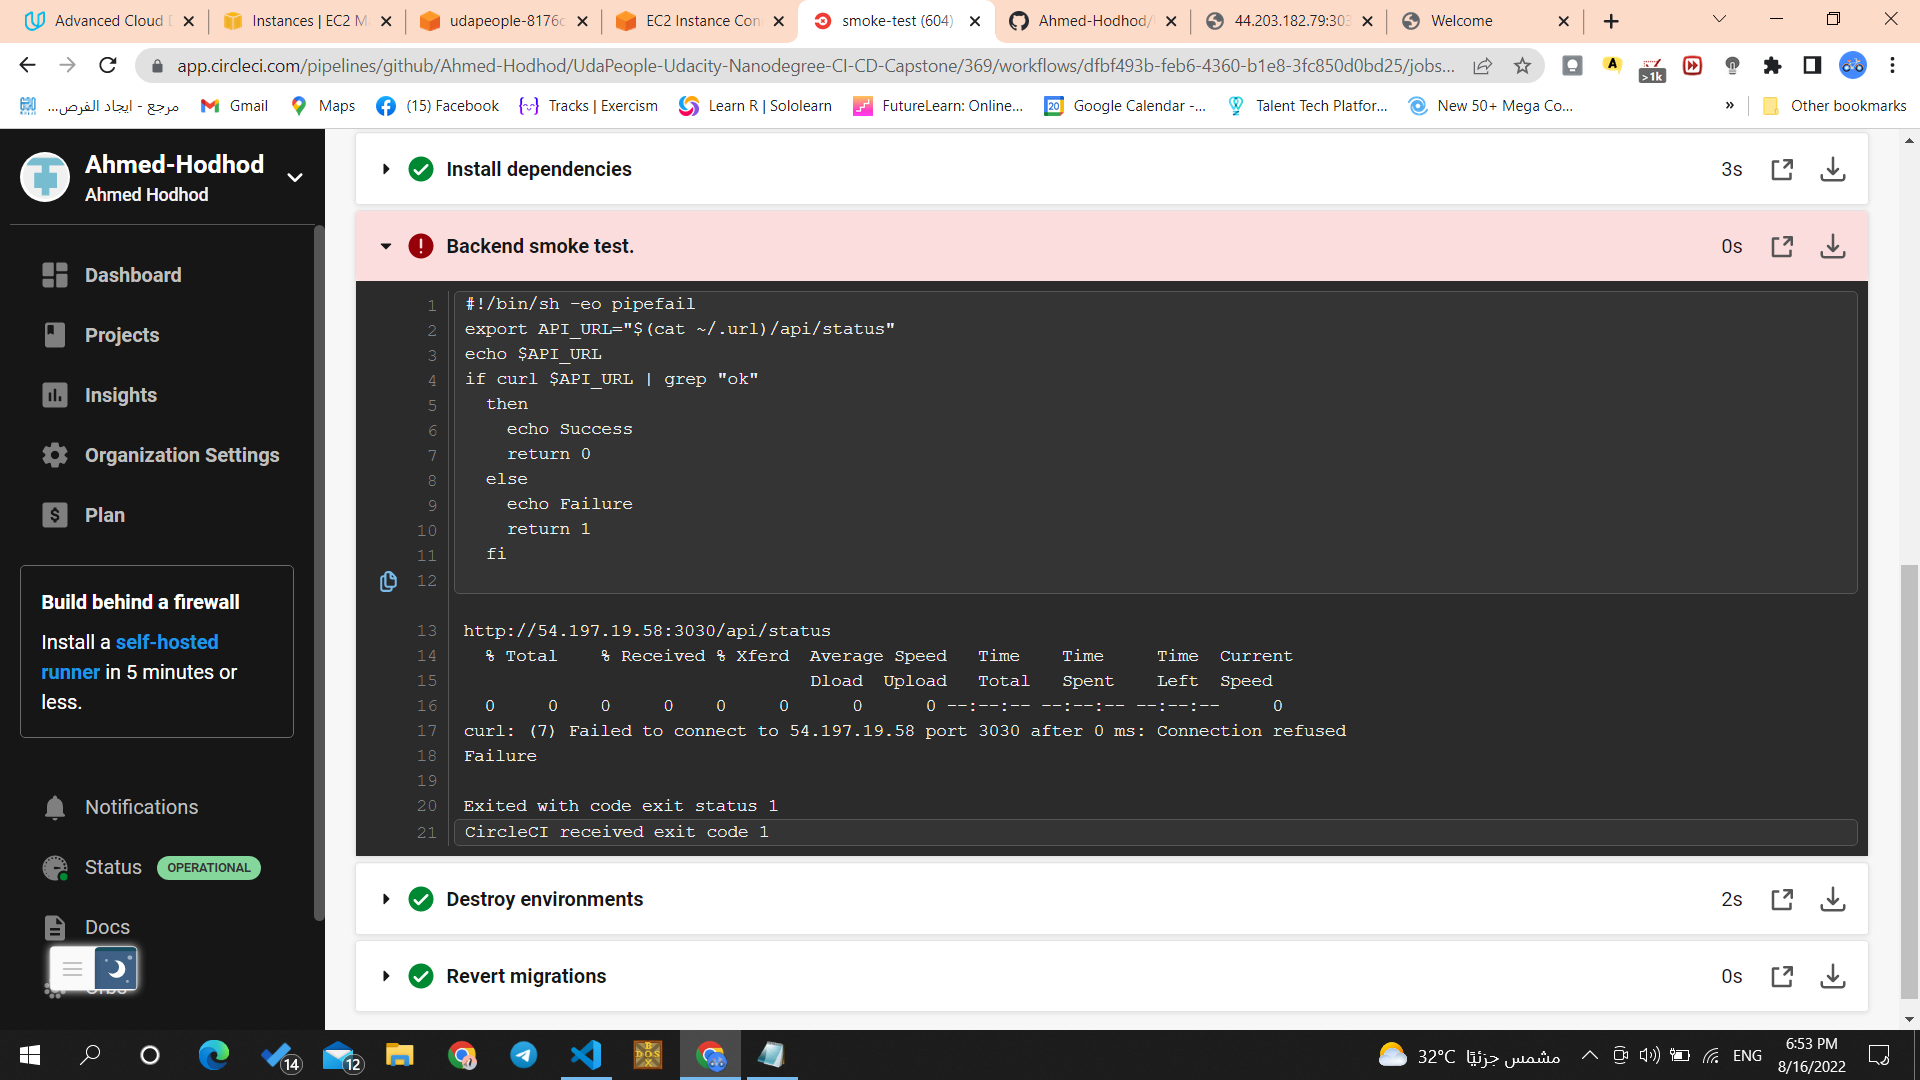 Advanced Cloud D
Instances | EC2 M
udapeople-8176c
EC2 Instance Con
smoke-test (604)
Ahmed-Hodhod/
44.203.182.79:303
Welcome
app.circleci.com/pipelines/github/Ahmed-Hodhod/UdaPeople-Udacity-Nanodegree-CI-CD-Capstone/369/workflows/dfbf493b-feb6-4360-b1e8-3fc850d0bd25/jobs...
A
>1k
مرجع - ايجاد الفرص...
Gmail
Maps
(15) Facebook
Tracks | Exercism
Learn R | Sololearn
FutureLearn: Online...
20
Google Calendar -...
Talent Tech Platfor...
New 50+ Mega Co...
»
Other bookmarks
Ahmed-Hodhod
Ahmed Hodhod
Dashboard
Projects
Insights
Organization Settings
Plan
Build behind a firewall
Install a self-hosted
runner in 5 minutes or
less.
Notifications
Status OPERATIONAL
Docs
Install dependencies 3s
Backend smoke test. 0s
1 #!/bin/sh -eo pipefail
2 export API_URL="$(cat ~/.url)/api/status"
3 echo $API_URL
4 if curl $API_URL | grep "ok"
5 then
6 echo Success
7 return 0
8 else
9 echo Failure
10 return 1
11 fi
12
13 http://54.197.19.58:3030/api/status
14 % Total % Received % Xferd Average Speed Time Time Time Current
15 Dload Upload Total Spent Left Speed
16 0 0 0 0 0 0 0 0 --:--:-- --:--:-- --:--:-- 0
17 curl: (7) Failed to connect to 54.197.19.58 port 3030 after 0 ms: Connection refused
18 Failure
19
20 Exited with code exit status 1
21 CircleCI received exit code 1
Destroy environments 2s
Revert migrations 0s
14
12
DOS
32°C مشمس جزئيًا
ENG
6:53 PM
8/16/2022